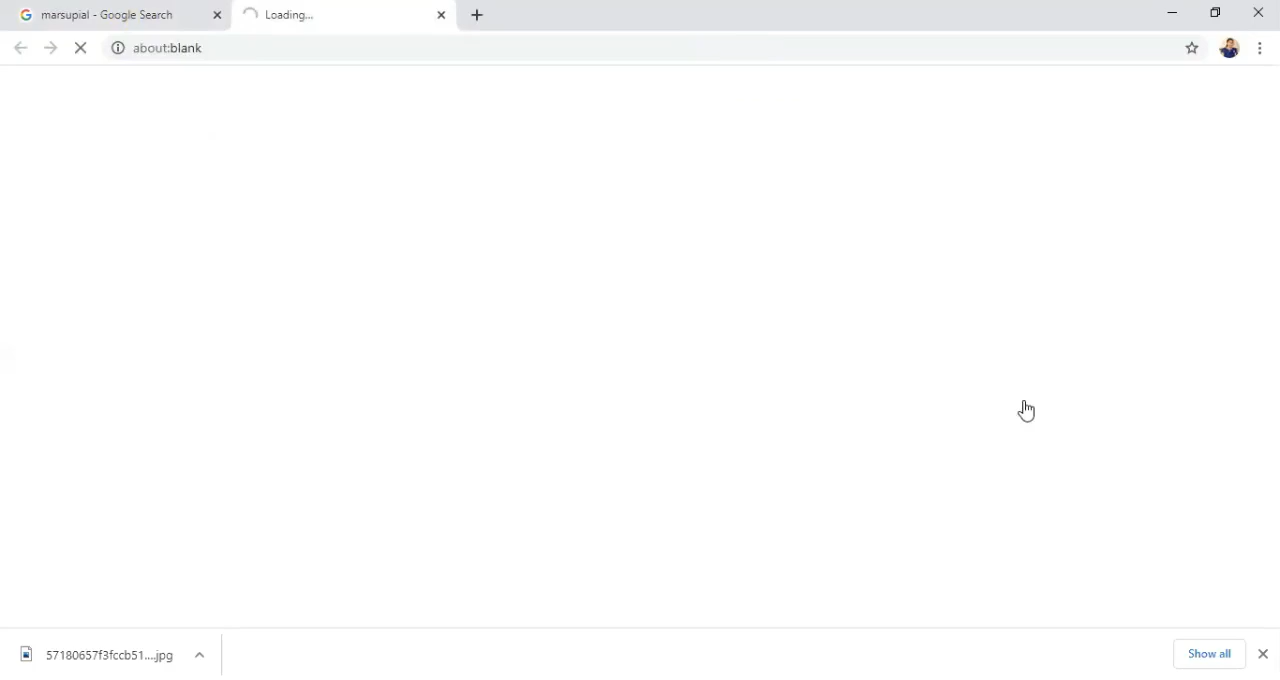 marsupial - Google Search
Loading...
about:blank
57180657f3fccb51....jpg
Show all